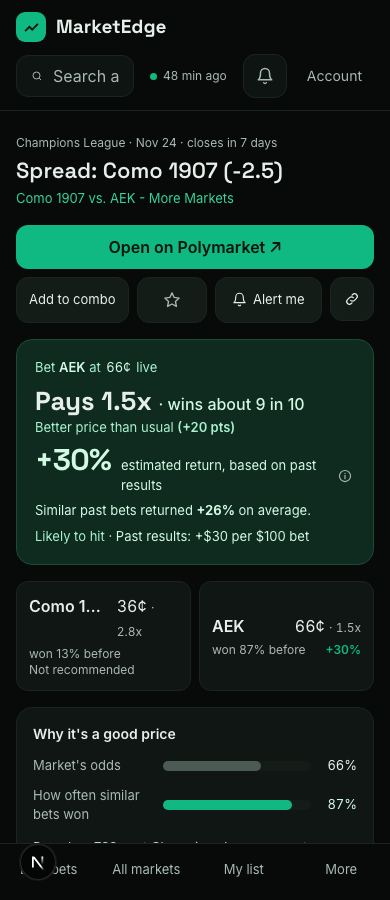 MarketEdge
Search a
48 min ago
Account
Champions League · Nov 24 · closes in 7 days
Spread: Como 1907 (-2.5)
Como 1907 vs. AEK - More Markets
Open on Polymarket ↗
Add to combo
Alert me
Bet AEK at 66¢ live
Pays 1.5x · wins about 9 in 10
Better price than usual (+20 pts)
+30% estimated return, based on past
results
Similar past bets returned +26% on average.
Likely to hit · Past results: +$30 per $100 bet
Como 1... 36¢ ·
2.8x
won 13% before
Not recommended
AEK 66¢ · 1.5x
won 87% before +30%
Why it's a good price
Market's odds 66%
How often similar
bets won 87%
N
bets
All markets
My list
More